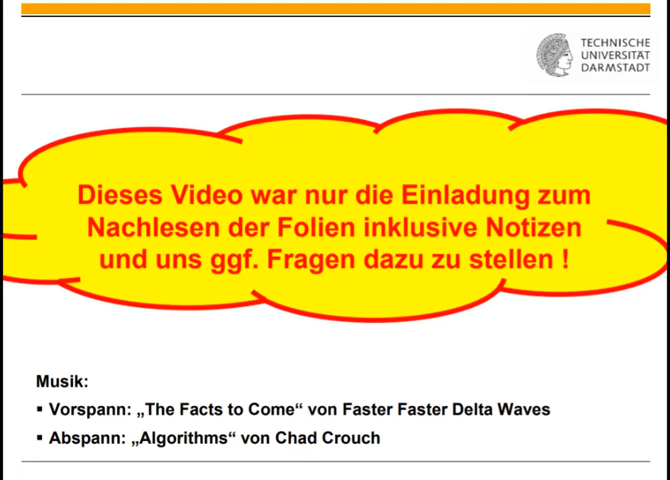 TECHNISCHE
UNIVERSITÄT
DARMSTADT
Dieses Video war nur die Einladung zum
Nachlesen der Folien inklusive Notizen
und uns ggf. Fragen dazu zu stellen !
Musik:
▪ Vorspann: „The Facts to Come“ von Faster Faster Delta Waves
▪ Abspann: „Algorithms“ von Chad Crouch